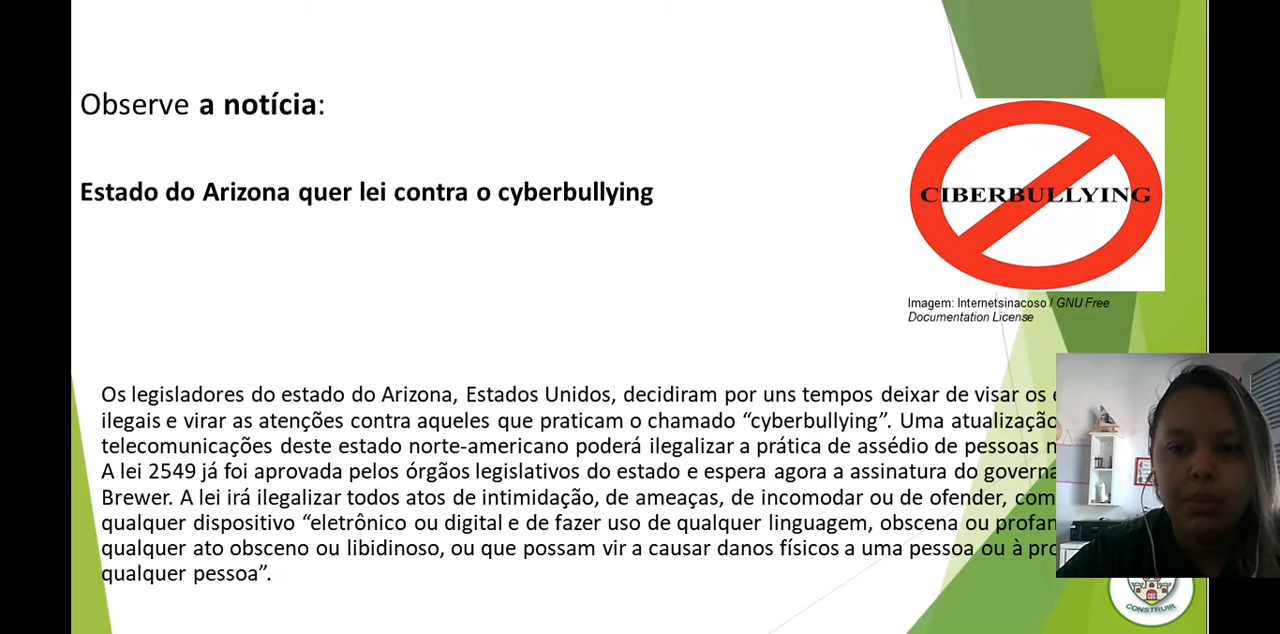 Observe a notícia:
Estado do Arizona quer lei contra o cyberbullying
CIBERBULLYING
Imagem: Internetsinacoso / GNU Free
Documentation License
Os legisladores do estado do Arizona, Estados Unidos, decidiram por uns tempos deixar de visar os
ilegais e virar as atenções contra aqueles que praticam o chamado “cyberbullying”. Uma atualização
telecomunicações deste estado norte-americano poderá ilegalizar a prática de assédio de pessoas
A lei 2549 já foi aprovada pelos órgãos legislativos do estado e espera agora a assinatura do
Brewer. A lei irá ilegalizar todos atos de intimidação, de ameaças, de incomodar ou de ofender,
qualquer dispositivo “eletrônico ou digital e de fazer uso de qualquer linguagem, obscena ou
qualquer ato obsceno ou libidinoso, ou que possam vir a causar danos físicos a uma pessoa ou à
qualquer pessoa”.
CEC
CONSTRUIR